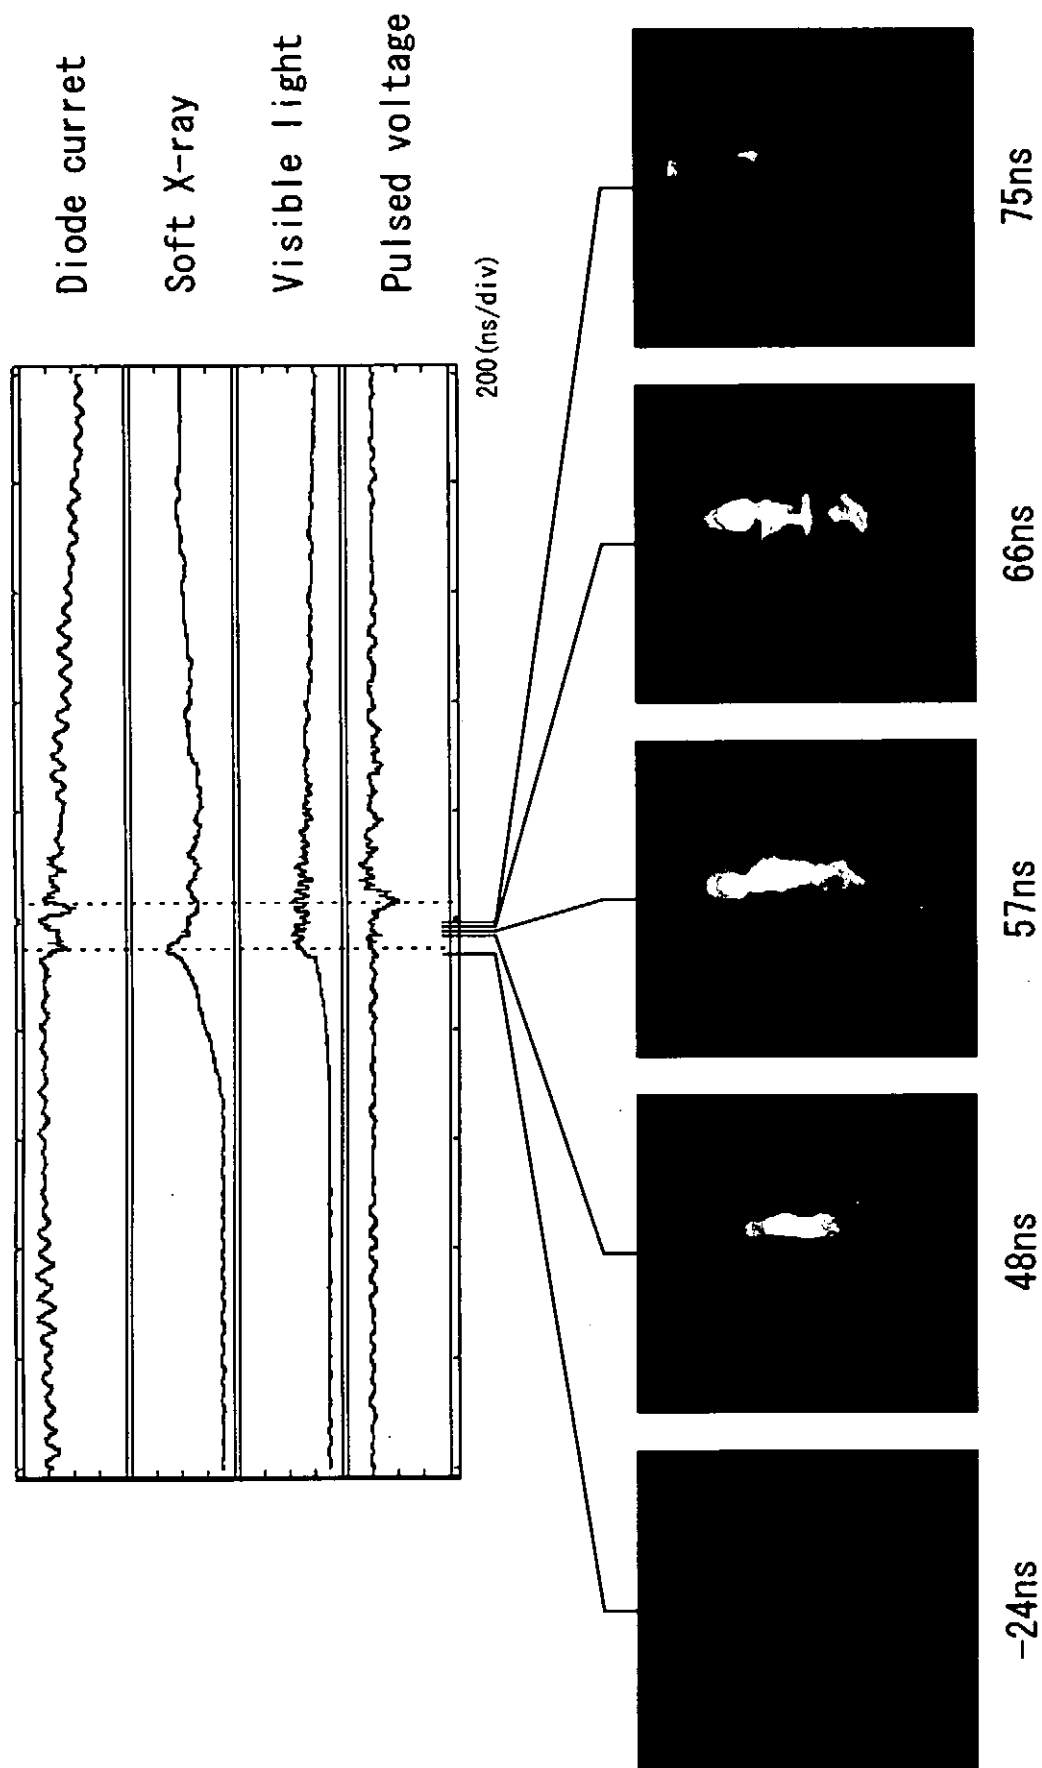 Diode curret
Soft X-ray
Visible light
Pulsed voltage
200(ns/div)
-24ns
48ns
57ns
66ns
75ns